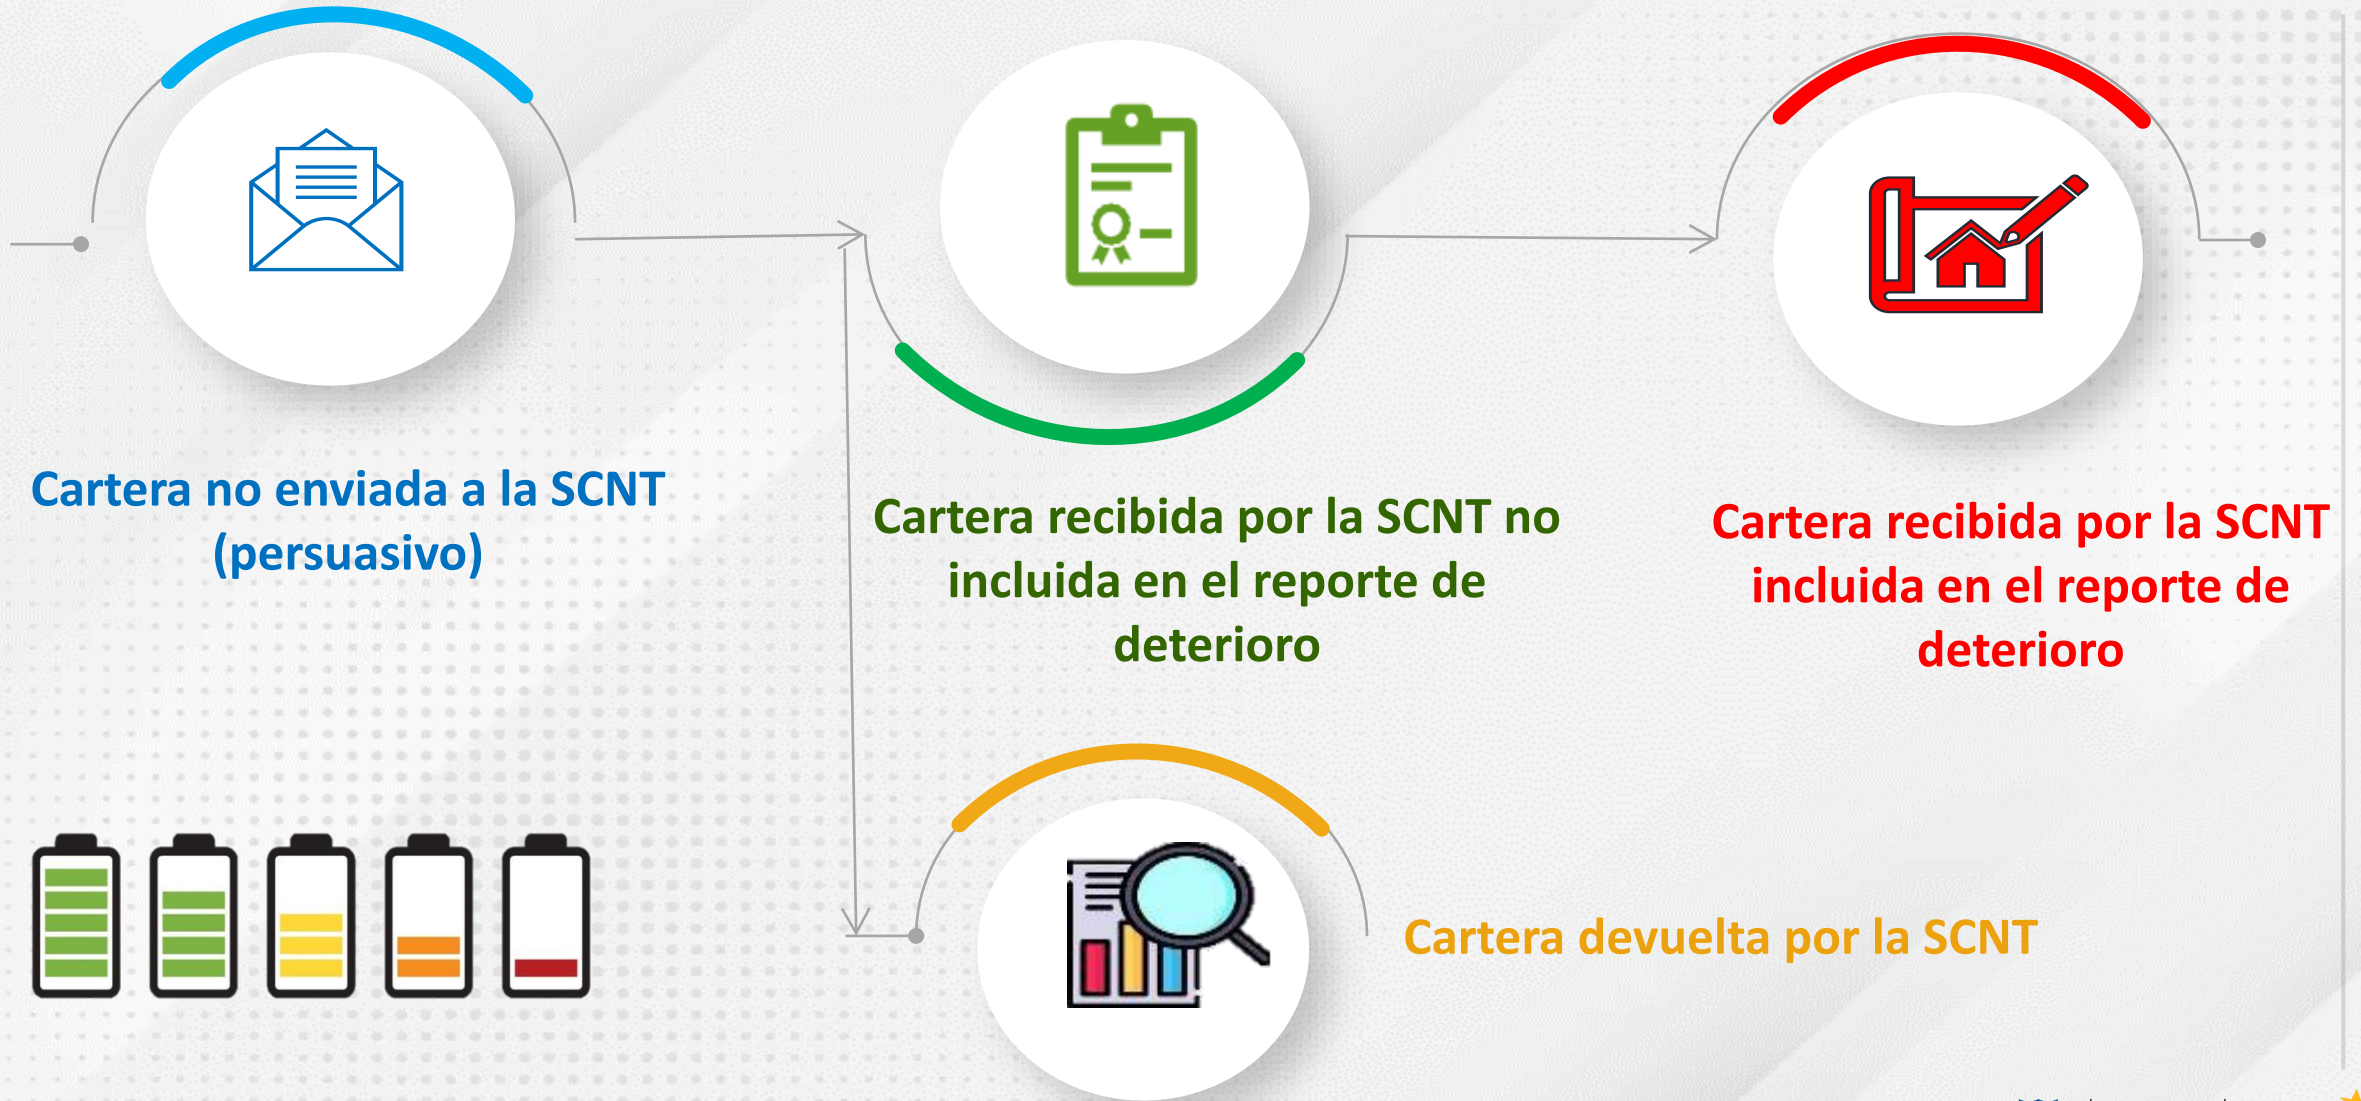 Cartera no enviada a la SCNT
(persuasivo)
Cartera recibida por la SCNT no
incluida en el reporte de
deterioro
Cartera recibida por la SCNT
incluida en el reporte de
deterioro
Cartera devuelta por la SCNT